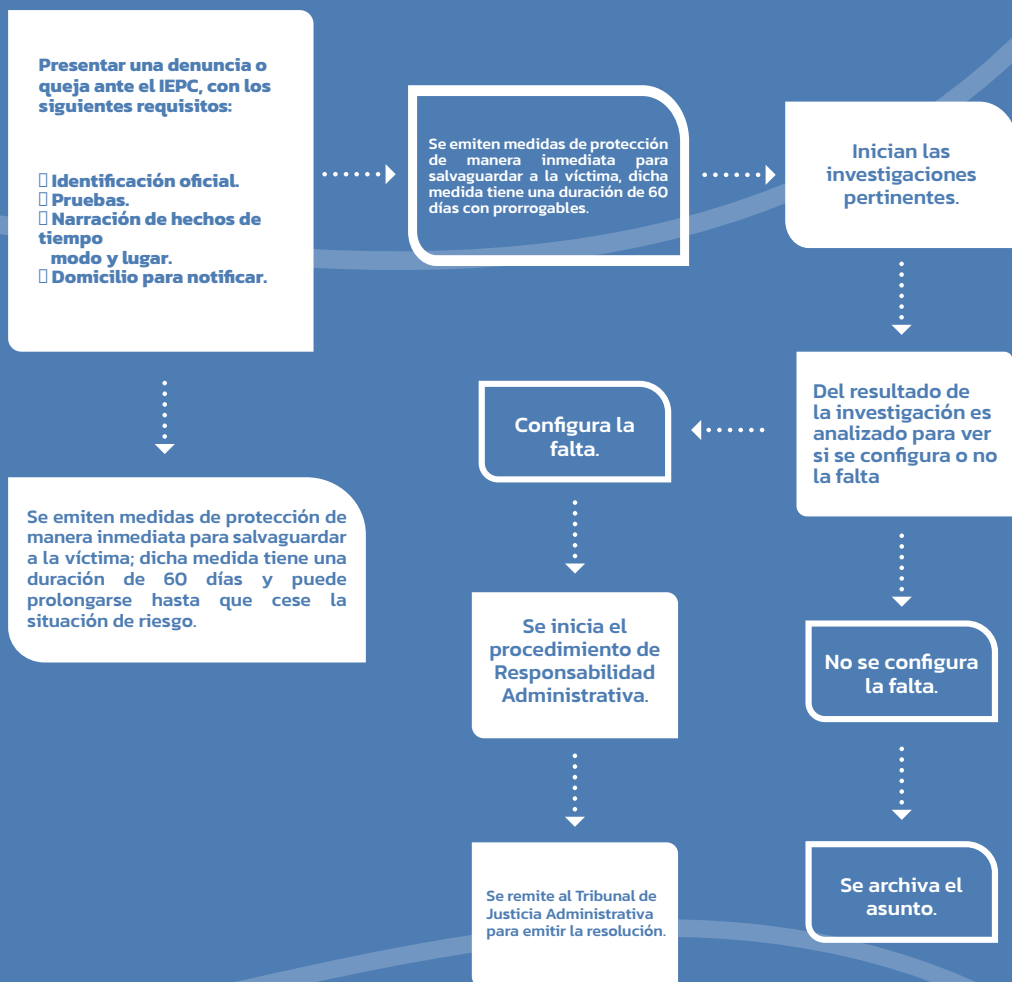 Presentar una denuncia o
queja ante el IEPC, con los
siguientes requisitos:
Identificación oficial.
Pruebas.
Narración de hechos de
tiempo
modo y lugar.
Domicilio para notificar.
Se emiten medidas de protección
de manera inmediata para
salvaguardar a la víctima, dicha
medida tiene una duración de 60
días con prorrogables.
Inician las
investigaciones
pertinentes.
Del resultado de
la investigación es
analizado para ver
si se configura o no
la falta
Configura la
falta.
Se emiten medidas de protección de
manera inmediata para salvaguardar
a la víctima; dicha medida tiene una
duración de 60 días y puede
prolongarse hasta que cese la
situación de riesgo.
Se inicia el
procedimiento de
Responsabilidad
Administrativa.
No se configura
la falta.
Se remite al Tribunal de
Justicia Administrativa
para emitir la resolución.
Se archiva el
asunto.